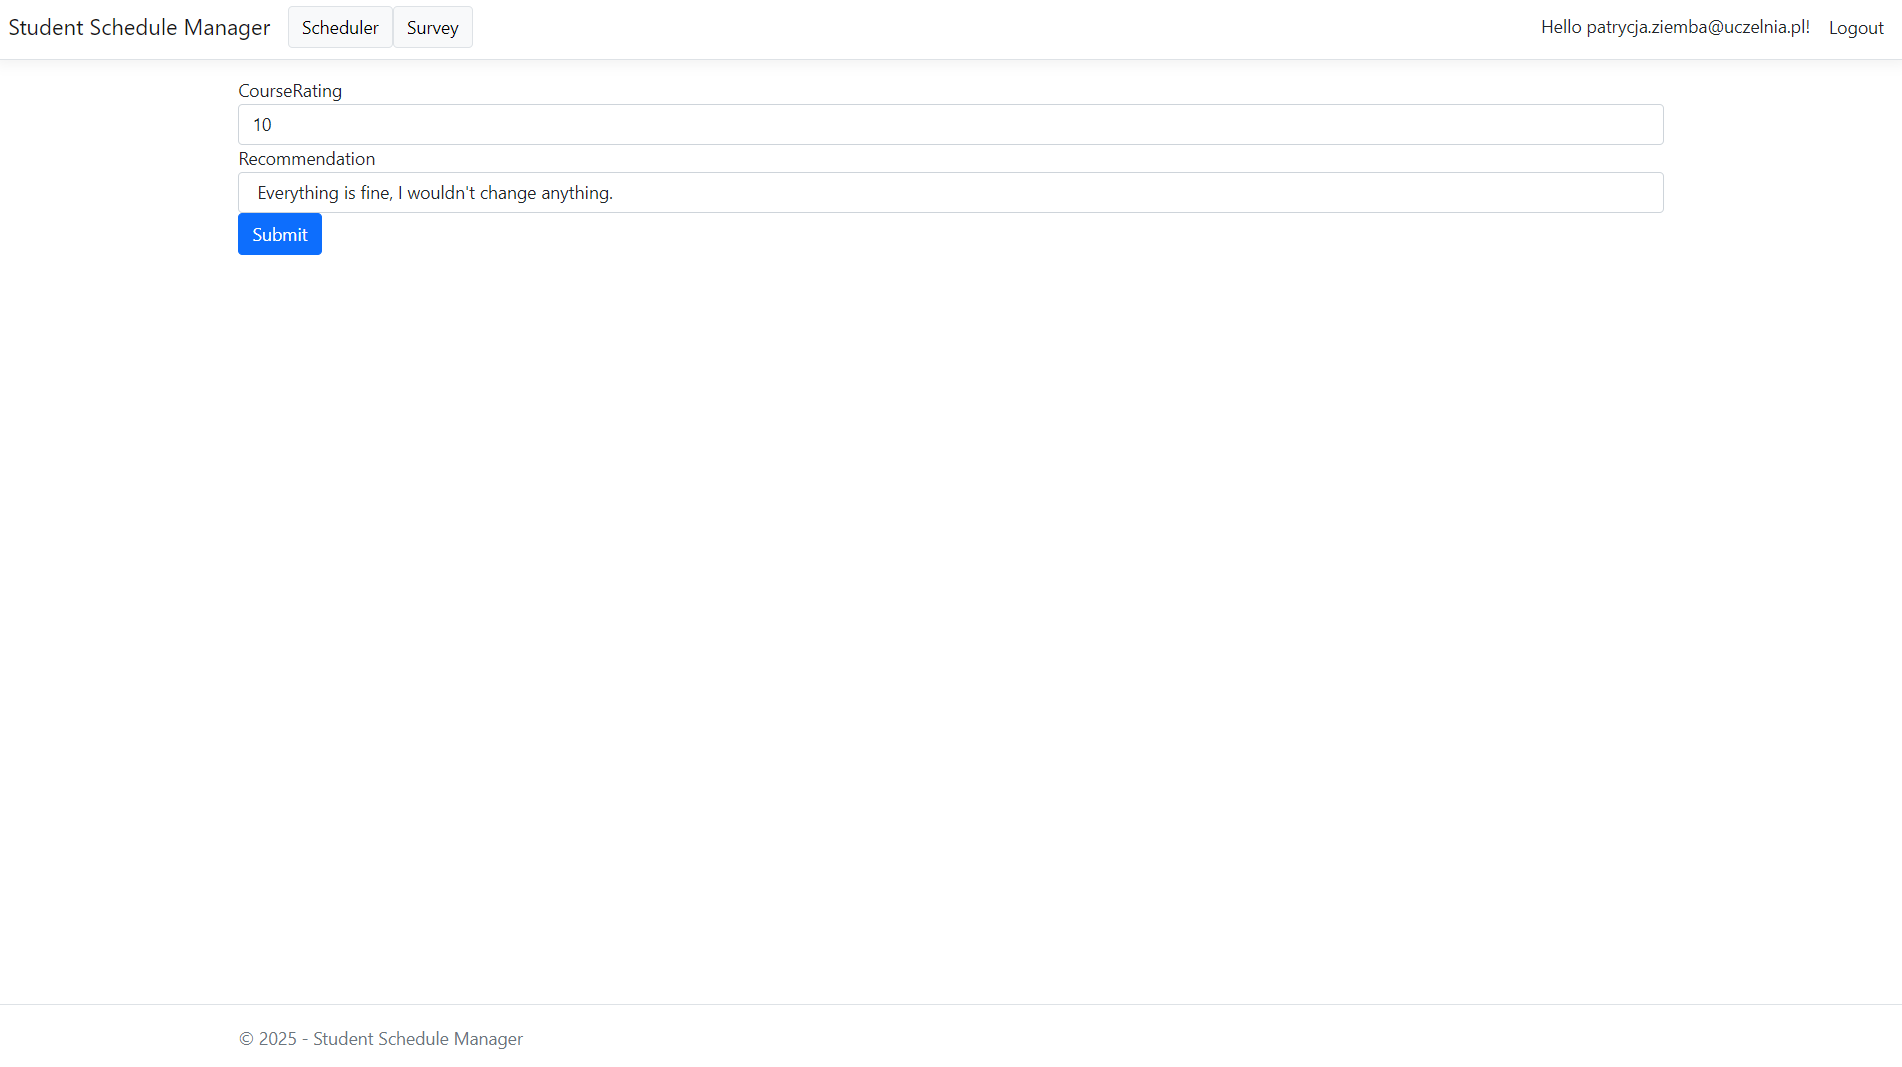 Student Schedule Manager Scheduler Survey Hello patrycja.ziemba@uczelnia.pl! Logout
CourseRating
10
Recommendation
Everything is fine, I wouldn't change anything.
Submit
© 2025 - Student Schedule Manager